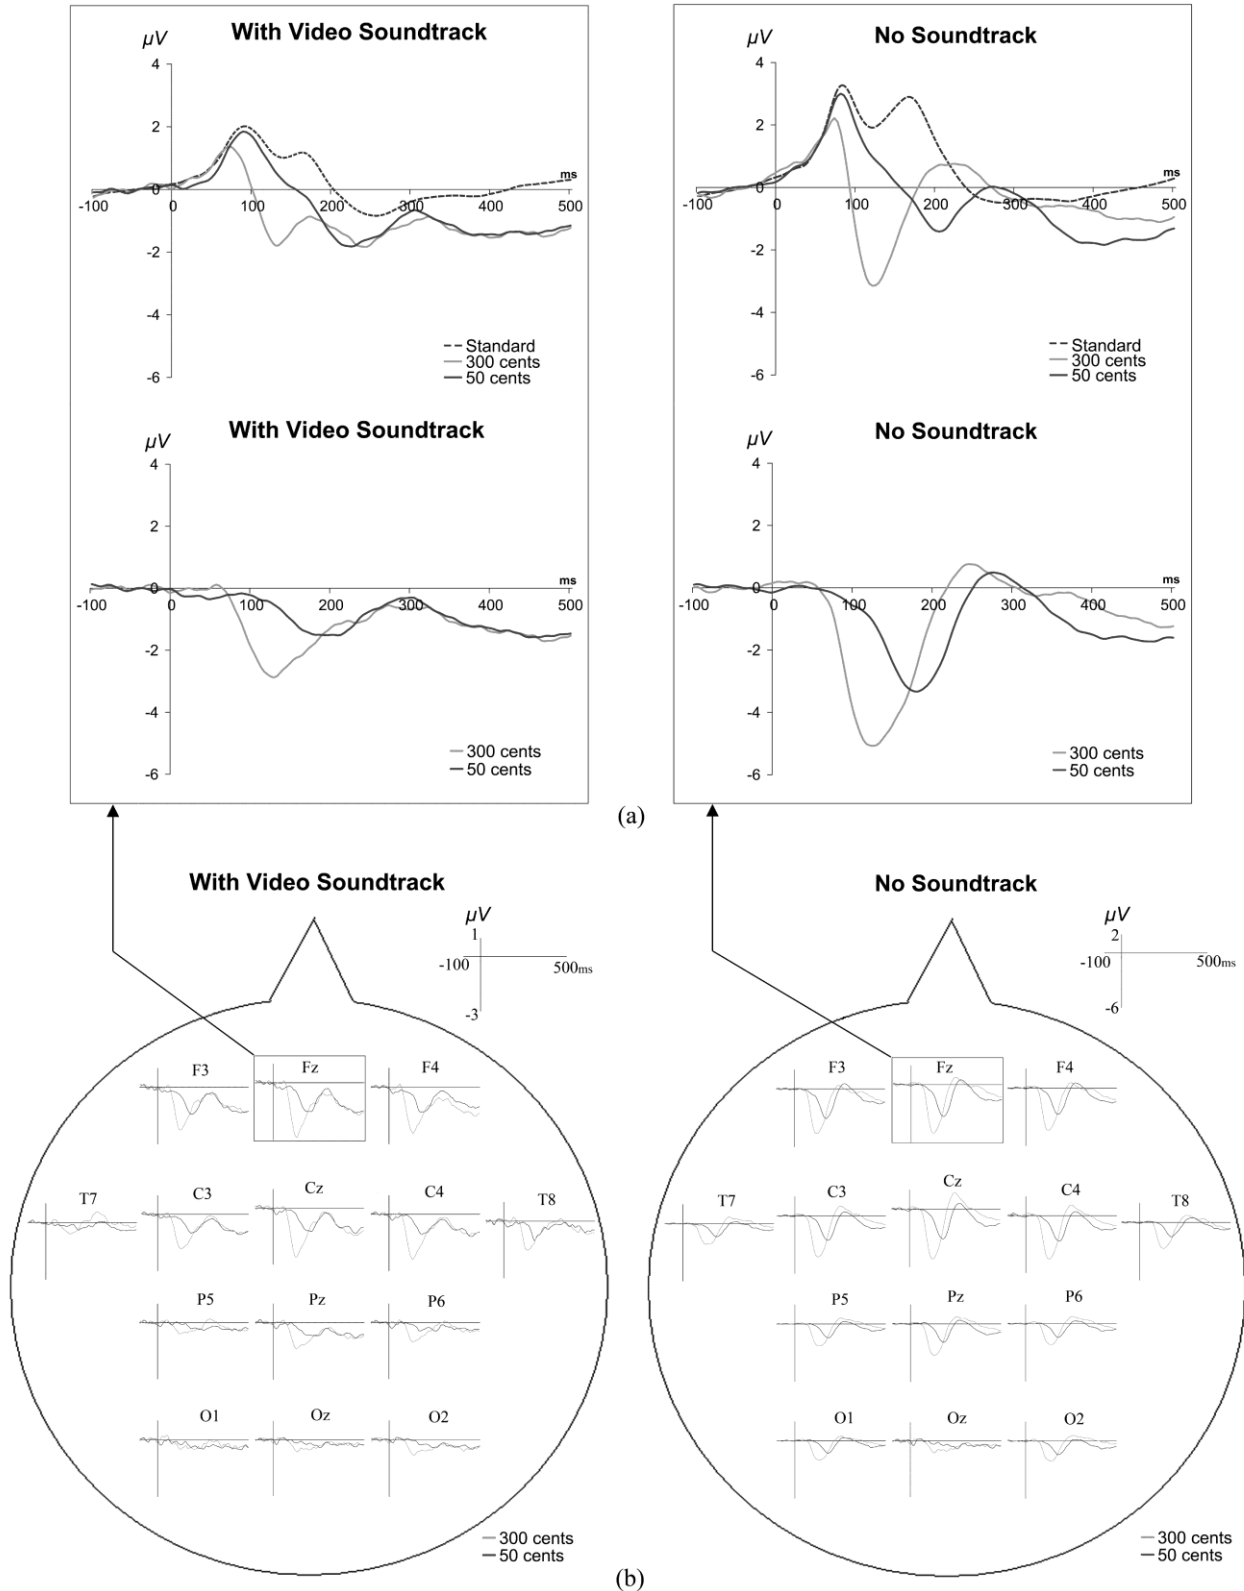 With Video Soundtrack
μV
4
2
0
-2
-4
-6
-100 0 100 200 300 400 500
ms
Standard
300 cents
50 cents
No Soundtrack
μV
4
2
0
-2
-4
-6
-100 0 100 200 300 400 500
ms
Standard
300 cents
50 cents
With Video Soundtrack
μV
4
2
0
-2
-4
-6
-100 0 100 200 300 400 500
ms
300 cents
50 cents
No Soundtrack
μV
4
2
0
-2
-4
-6
-100 0 100 200 300 400 500
ms
300 cents
50 cents
(a)
With Video Soundtrack
μV
1
-100 500ms
-3
F3 Fz F4
T7 C3 Cz C4 T8
P5 Pz P6
O1 Oz O2
300 cents
50 cents
No Soundtrack
μV
2
-100 500ms
-6
F3 Fz F4
T7 C3 Cz C4 T8
P5 Pz P6
O1 Oz O2
300 cents
50 cents
(b)